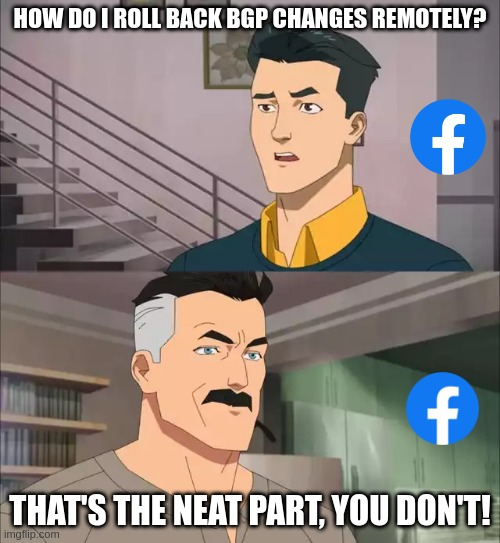 HOW DO I ROLL BACK BGP CHANGES REMOTELY?
THAT'S THE NEAT PART, YOU DON'T!
imgflip.com